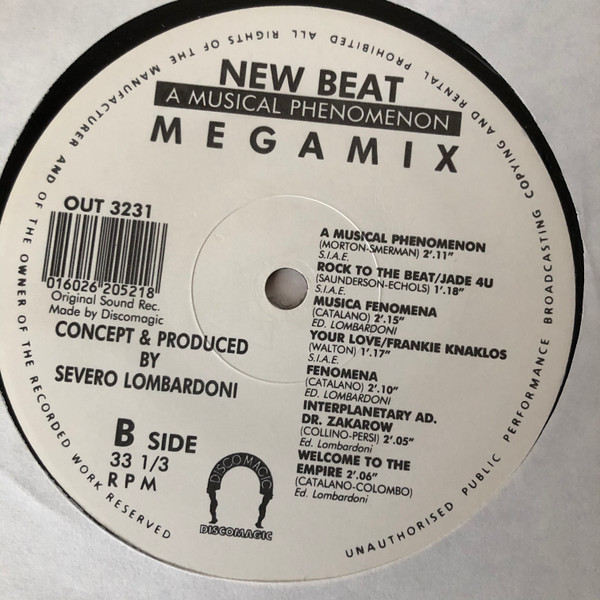 NEW BEAT
A MUSICAL PHENOMENON
MEGAMIX
OUT 3231
016026 205218
Original Sound Rec.
Made by Discomagic
CONCEPT & PRODUCED
BY
SEVERO LOMBARDONI
B SIDE
33 1/3
RPM
A MUSICAL PHENOMENON
(MORTON-SMERMAN) 2'.11"
S.I.A.E.
ROCK TO THE BEAT/JADE 4U
(SAUNDERSON-ECHOLS) 1'.18"
S.I.A.E.
MUSICA FENOMENA
(CATALANO) 2'.15"
ED. LOMBARDONI
YOUR LOVE/FRANKIE KNAKLOS
(WALTON) 1'.17"
S.I.A.E.
FENOMENA
(CATALANO) 2'.10"
ED. LOMBARDONI
INTERPLANETARY AD.
DR. ZAKAROW
(COLLINO-PERSI) 2'.05"
Ed. Lombardoni
WELCOME TO THE
EMPIRE 2'.06"
(CATALANO-COLOMBO)
Ed. Lombardoni
DISCO MAGIC
DISCOMAGIC
ALL RIGHTS OF THE MANUFACTURER AND OF THE OWNER OF THE RECORDED WORK RESERVED
UNAUTHORISED PUBLIC PERFORMANCE BROADCASTING COPYING AND RENTAL PROHIBITED